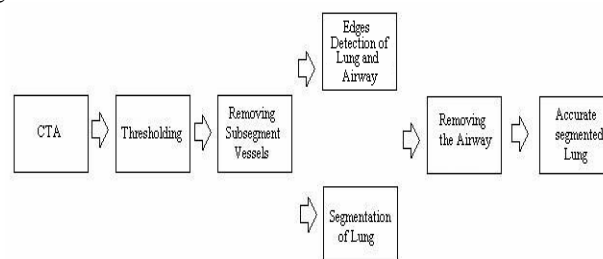 CTA
Thresholding
Removing
Subsegment
Vessels
Edges
Detection of
Lung and
Airway
Segmentation
of Lung
Removing
the Airway
Accurate
segmented
Lung